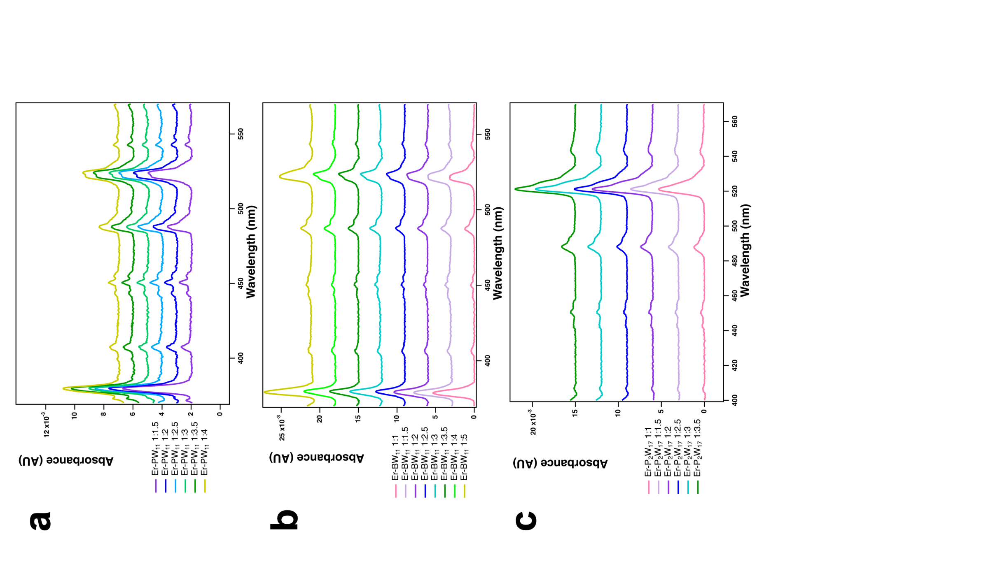 a
Absorbance (AU)
12 x10-3
10
8
6
4
2
0
Er-PW11 1:1.5
Er-PW11 1:2
Er-PW11 1:2.5
Er-PW11 1:3
Er-PW11 1:3.5
Er-PW11 1:4
400
450
500
550
Wavelength (nm)
b
Absorbance (AU)
25 x10-3
20
15
10
5
0
Er-BW11 1:1
Er-BW11 1:1.5
Er-BW11 1:2
Er-BW11 1:2.5
Er-BW11 1:3
Er-BW11 1:3.5
Er-BW11 1:4
Er-BW11 1:5
400
450
500
550
Wavelength (nm)
c
Absorbance (AU)
20 x10-3
15
10
5
0
Er-P2W17 1:1
Er-P2W17 1:1.5
Er-P2W17 1:2
Er-P2W17 1:2.5
Er-P2W17 1:3
Er-P2W17 1:3.5
400
420
440
460
480
500
520
540
560
Wavelength (nm)